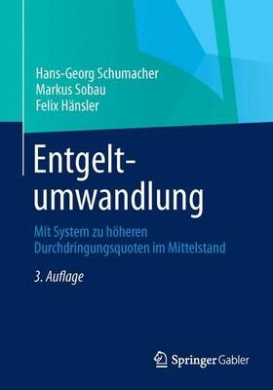 Hans-Georg Schumacher
Markus Sobau
Felix Hänsler
Entgelt-
umwandlung
Mit System zu höheren
Durchdringungsquoten im Mittelstand
3. Auflage
Springer Gabler